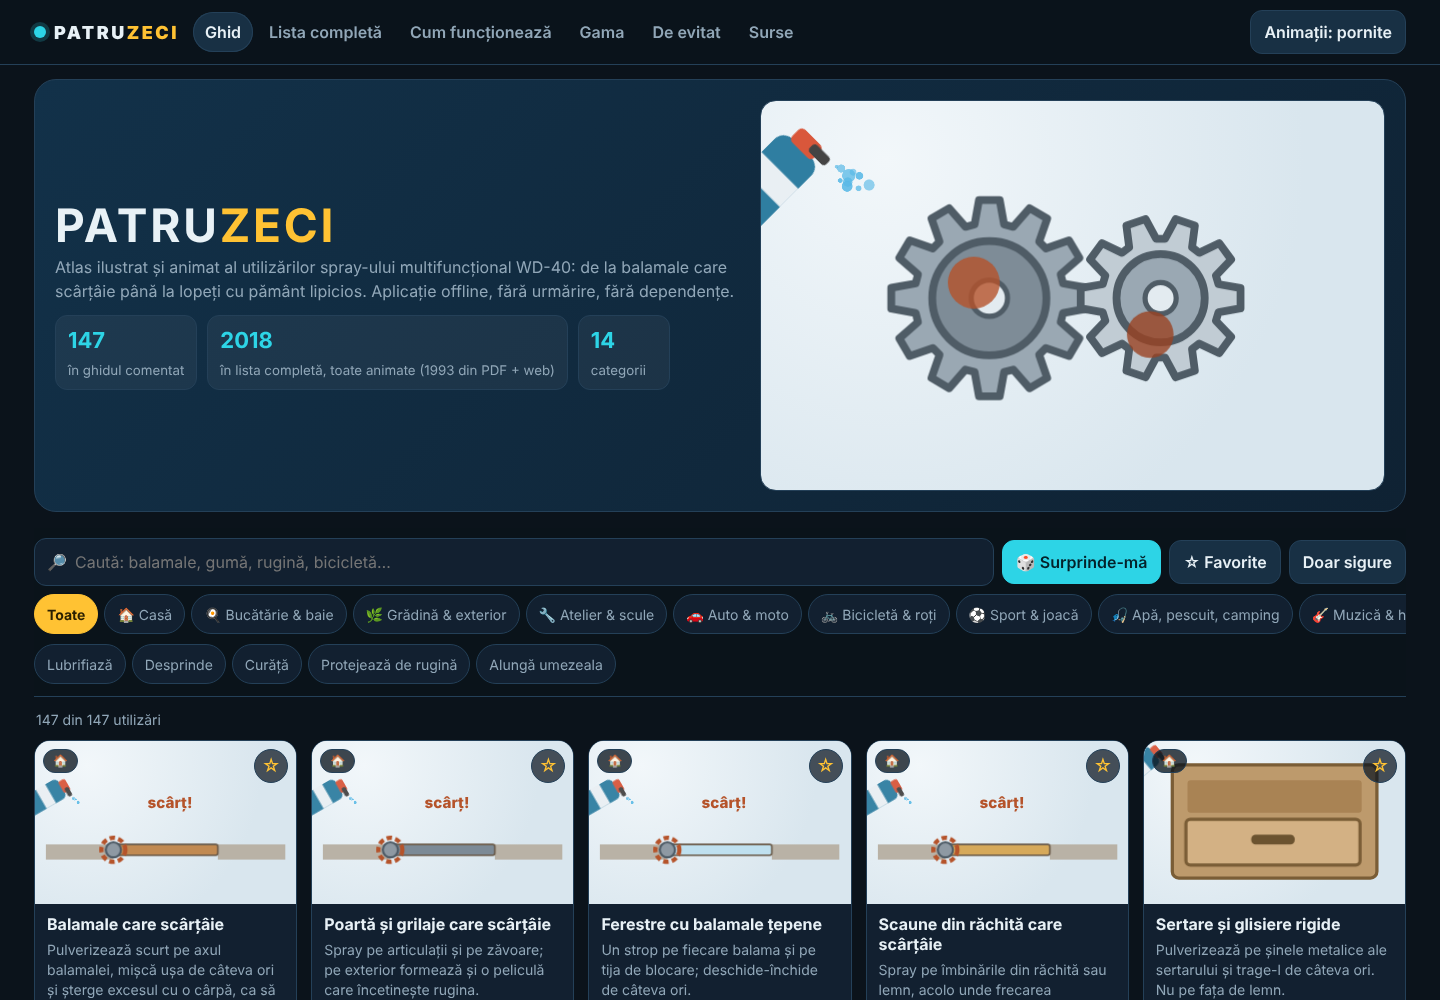 PATRUZECI
Ghid
Lista completă
Cum funcționează
Gama
De evitat
Surse
Animații: pornite
PATRUZECI
Atlas ilustrat și animat al utilizărilor spray-ului multifuncțional WD-40: de la balamale care
scârțâie până la lopeți cu pământ lipicios. Aplicație offline, fără urmărire, fără dependențe.
147
în ghidul comentat
2018
în lista completă, toate animate (1993 din PDF + web)
14
categorii
Caută: balamale, gumă, rugină, bicicletă...
Surprinde-mă
☆ Favorite
Doar sigure
Toate
Casă
Bucătărie & baie
Grădină & exterior
Atelier & scule
Auto & moto
Bicicletă & roți
Sport & joacă
Apă, pescuit, camping
Muzică & h
Lubrifiază
Desprinde
Curăță
Protejează de rugină
Alungă umezeala
147 din 147 utilizări
scârț!
scârț!
scârț!
scârț!
Balamale care scârțâie
Pulverizează scurt pe axul
balamalei, mișcă ușa de câteva ori
și șterge excesul cu o cârpă, ca să
Poartă și grilaje care scârțâie
Spray pe articulații și pe zăvoare;
pe exterior formează și o peliculă
care încetinește rugina.
Ferestre cu balamale țepene
Un strop pe fiecare balama și pe
tija de blocare; deschide-închide
de câteva ori.
Scaune din răchită care
scârțâie
Spray pe îmbinările din răchită sau
lemn, acolo unde frecarea
Sertare și glisiere rigide
Pulverizează pe șinele metalice ale
sertarului și trage-l de câteva ori.
Nu pe fața de lemn.